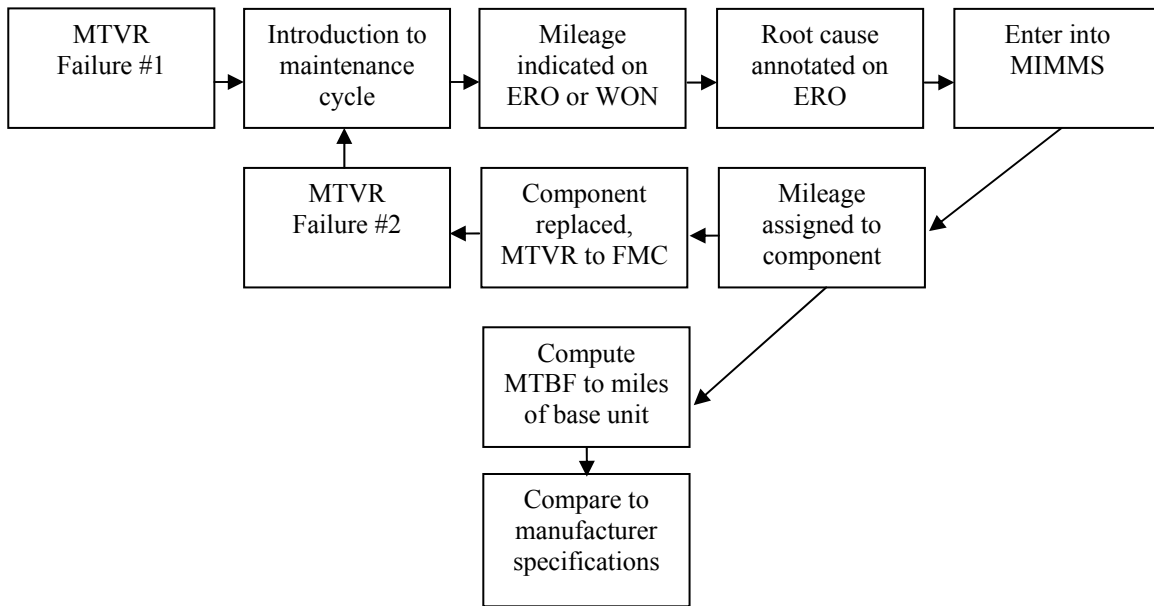 MTVR
Failure #1
Introduction to
maintenance
cycle
Mileage
indicated on
ERO or WON
Root cause
annotated on
ERO
Enter into
MIMMS
MTVR
Failure #2
Component
replaced,
MTVR to FMC
Mileage
assigned to
component
Compute
MTBF to miles
of base unit
Compare to
manufacturer
specifications